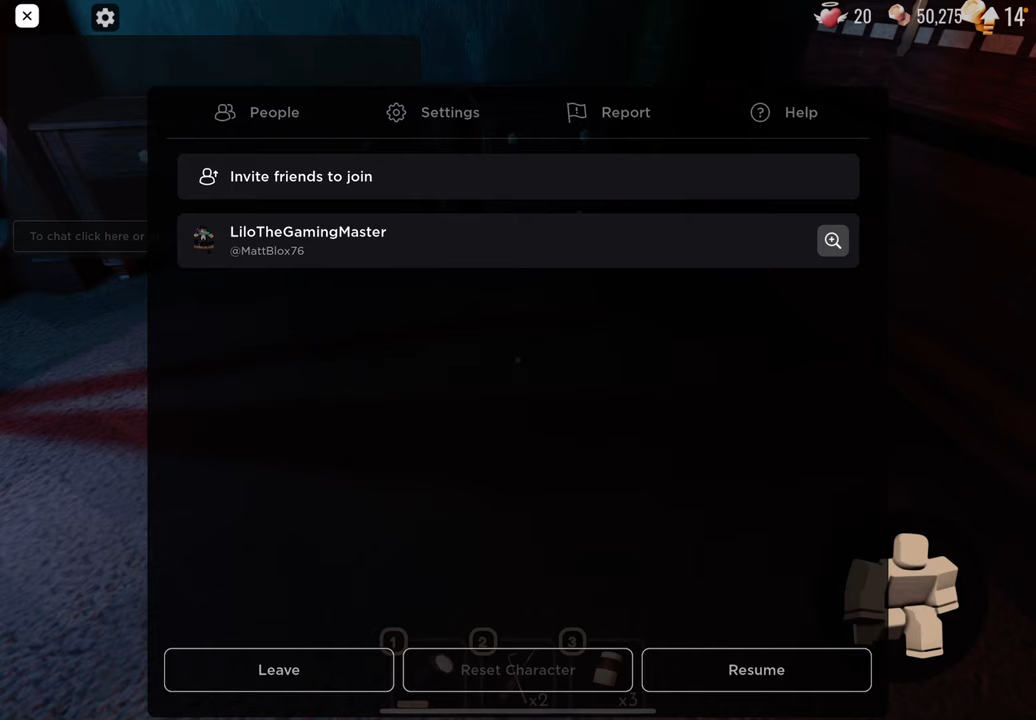 20 50,275 14
People Settings Report Help
Invite friends to join
To chat click here or
LiloTheGamingMaster
@MattBlox76
1 2 3
Leave Reset Character Resume
x2 x3